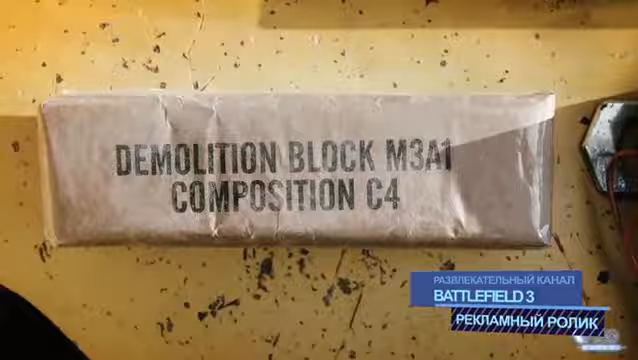 DEMOLITION BLOCK M3A1
COMPOSITION C4
РАЗВЛЕКАТЕЛЬНЫЙ КАНАЛ
BATTLEFIELD 3
РЕКЛАМНЫЙ РОЛИК